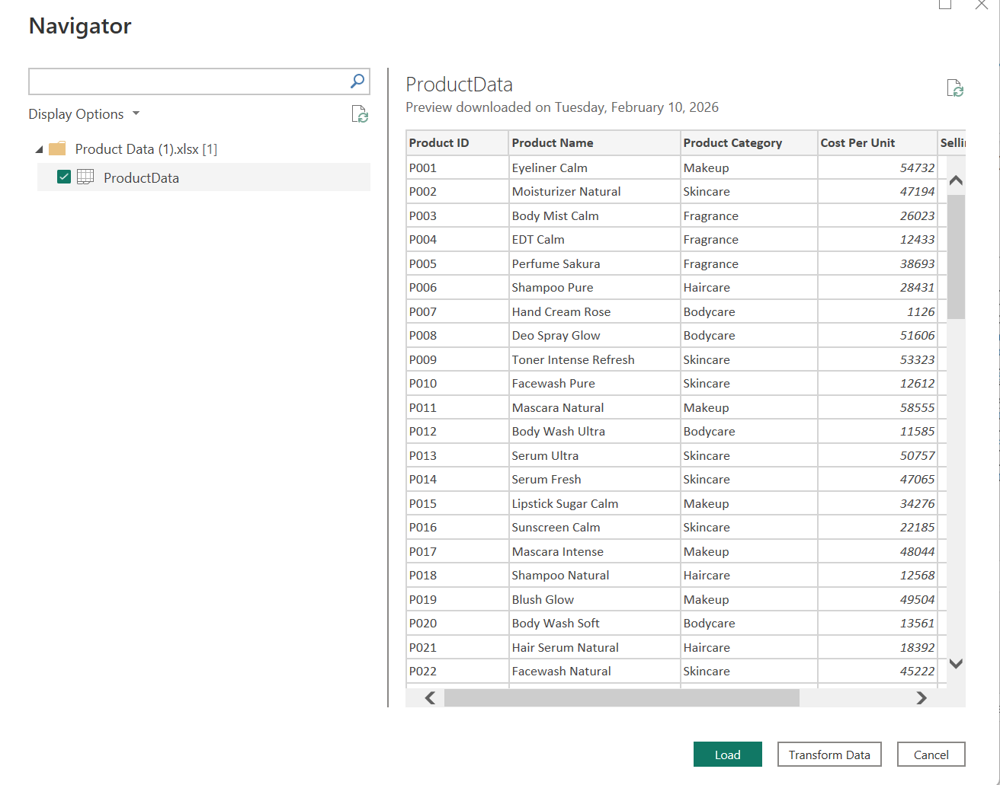 Navigator
Display Options
Product Data (1).xlsx [1]
ProductData
ProductData
Preview downloaded on Tuesday, February 10, 2026
Product ID Product Name Product Category Cost Per Unit
P001 Eyeliner Calm Makeup 54732
P002 Moisturizer Natural Skincare 47194
P003 Body Mist Calm Fragrance 26023
P004 EDT Calm Fragrance 12433
P005 Perfume Sakura Fragrance 38693
P006 Shampoo Pure Haircare 28431
P007 Hand Cream Rose Bodycare 1126
P008 Deo Spray Glow Bodycare 51606
P009 Toner Intense Refresh Skincare 53323
P010 Facewash Pure Skincare 12612
P011 Mascara Natural Makeup 58555
P012 Body Wash Ultra Bodycare 11585
P013 Serum Ultra Skincare 50757
P014 Serum Fresh Skincare 47065
P015 Lipstick Sugar Calm Makeup 34276
P016 Sunscreen Calm Skincare 22185
P017 Mascara Intense Makeup 48044
P018 Shampoo Natural Haircare 12568
P019 Blush Glow Makeup 49504
P020 Body Wash Soft Bodycare 13561
P021 Hair Serum Natural Haircare 18392
P022 Facewash Natural Skincare 45222
Load Transform Data Cancel